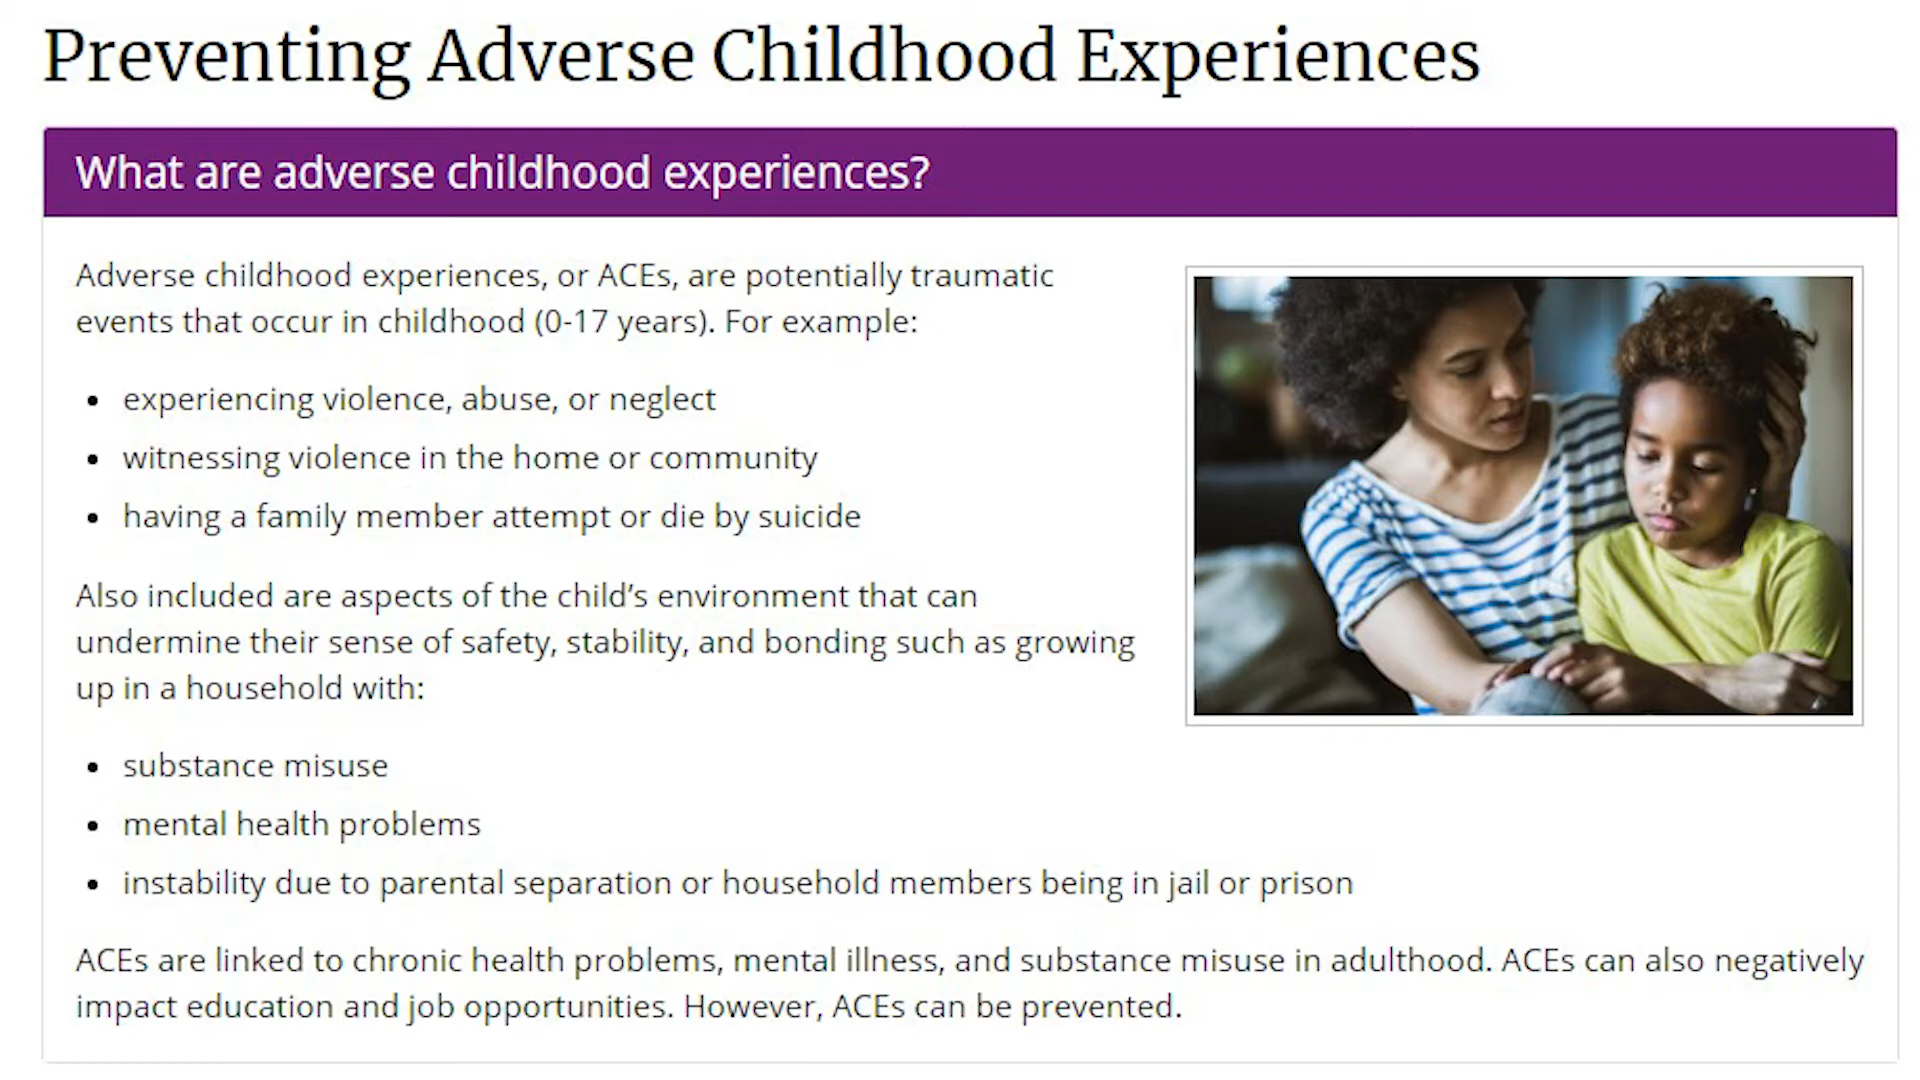 Preventing Adverse Childhood Experiences
What are adverse childhood experiences?
Adverse childhood experiences, or ACEs, are potentially traumatic
events that occur in childhood (0-17 years). For example:
• experiencing violence, abuse, or neglect
• witnessing violence in the home or community
• having a family member attempt or die by suicide
Also included are aspects of the child’s environment that can
undermine their sense of safety, stability, and bonding such as growing
up in a household with:
• substance misuse
• mental health problems
• instability due to parental separation or household members being in jail or prison
ACEs are linked to chronic health problems, mental illness, and substance misuse in adulthood. ACEs can also negatively
impact education and job opportunities. However, ACEs can be prevented.